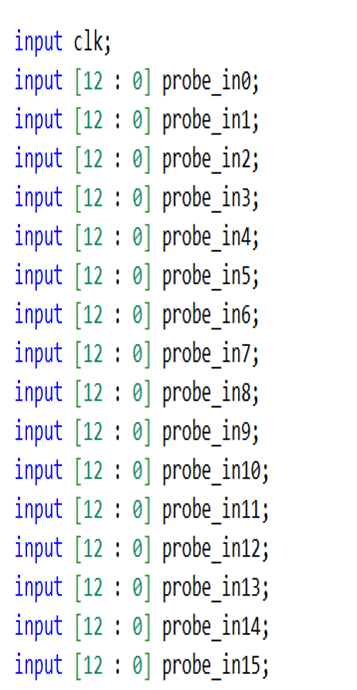 input clk;
input [12 : 0] probe_in0;
input [12 : 0] probe_in1;
input [12 : 0] probe_in2;
input [12 : 0] probe_in3;
input [12 : 0] probe_in4;
input [12 : 0] probe_in5;
input [12 : 0] probe_in6;
input [12 : 0] probe_in7;
input [12 : 0] probe_in8;
input [12 : 0] probe_in9;
input [12 : 0] probe_in10;
input [12 : 0] probe_in11;
input [12 : 0] probe_in12;
input [12 : 0] probe_in13;
input [12 : 0] probe_in14;
input [12 : 0] probe_in15;